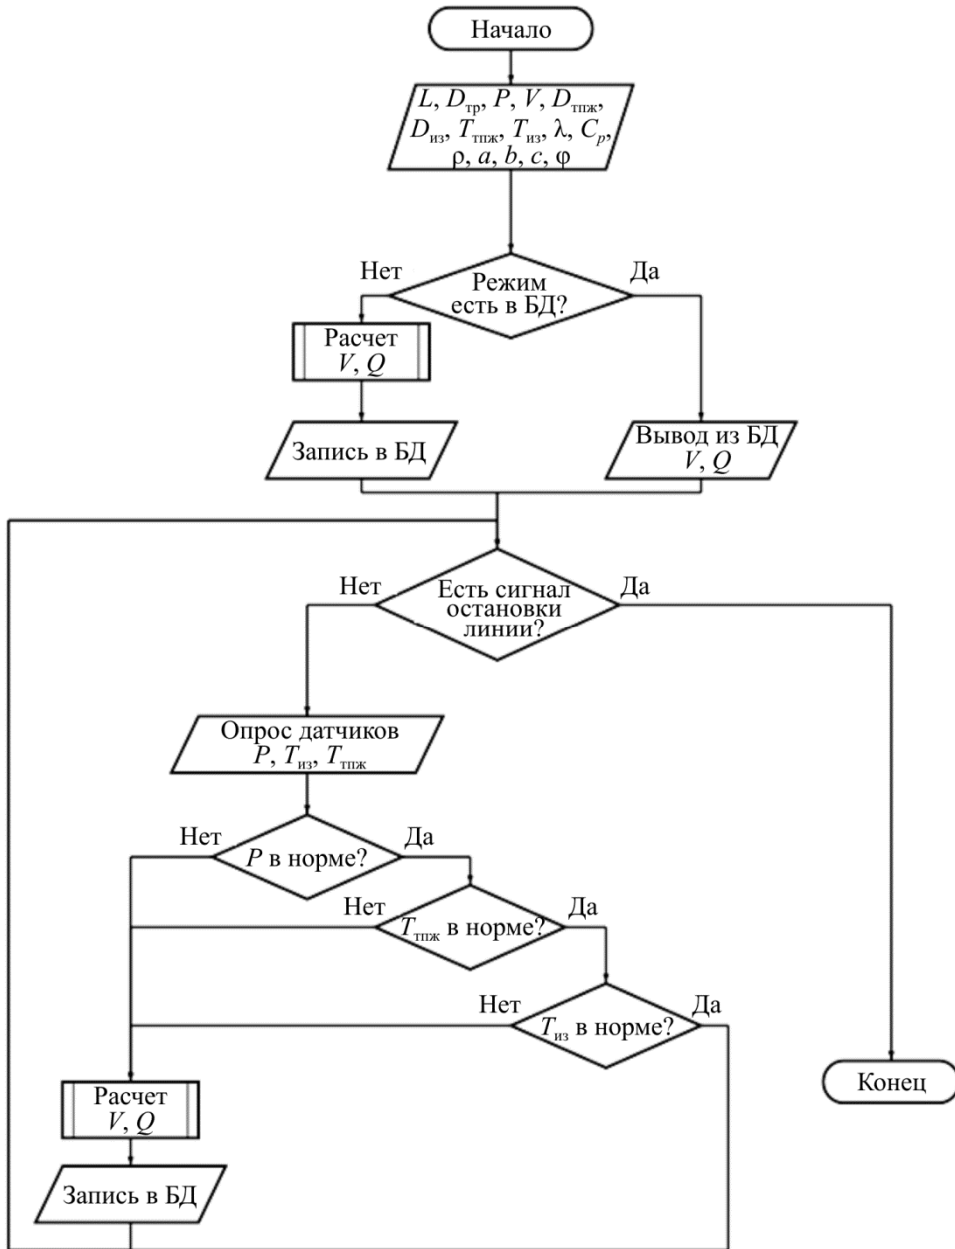 Начало
L, Dтр, P, V, Dтпж,
Dиз, Tтпж, Tиз, λ, Cp,
ρ, a, b, c, φ
Нет
Да
Режим
есть в БД?
Расчет
V, Q
Запись в БД
Вывод из БД
V, Q
Нет
Да
Есть сигнал
остановки
линии?
Опрос датчиков
P, Tиз, Tтпж
Нет
Да
P в норме?
Нет
Да
Tтпж в норме?
Нет
Да
Tиз в норме?
Конец
Расчет
V, Q
Запись в БД